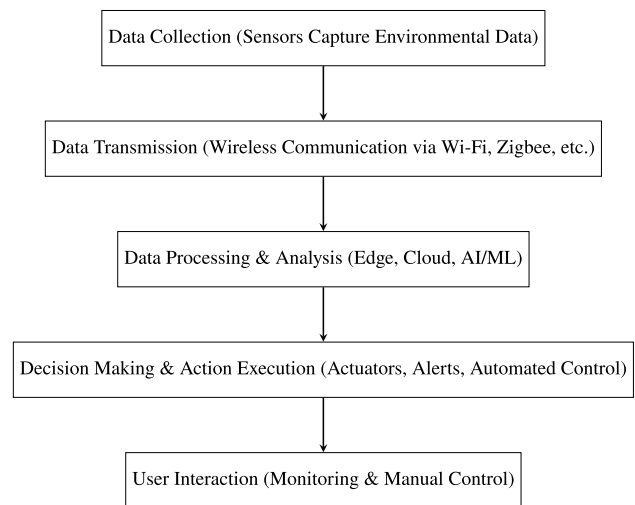 Data Collection (Sensors Capture Environmental Data)
Data Transmission (Wireless Communication via Wi-Fi, Zigbee, etc.)
Data Processing & Analysis (Edge, Cloud, AI/ML)
Decision Making & Action Execution (Actuators, Alerts, Automated Control)
User Interaction (Monitoring & Manual Control)